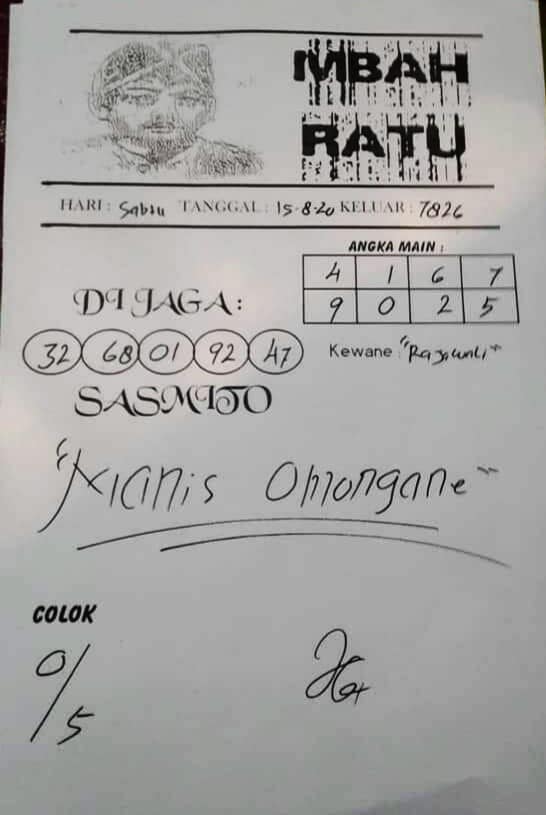 MBAH
RATU
HARI : Sabtu TANGGAL : 15-8-20 KELUAR : 7826
ANGKA MAIN :
4 1 6 7
9 0 2 5
DI JAGA :
32 68 01 92 47
Kewane : "Rajawali"
SASMITO
"Manis Omongane"
COLOK
0/5